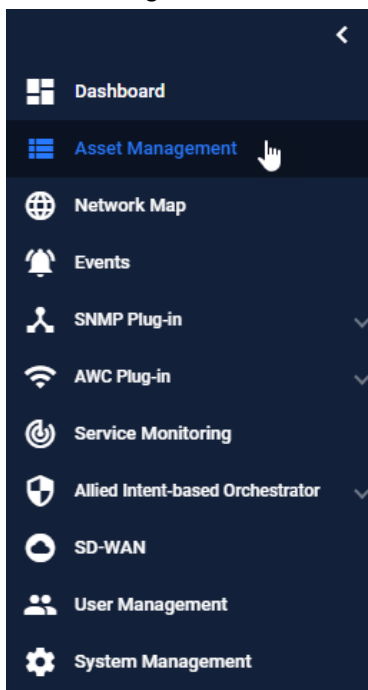 Dashboard
Asset Management
Network Map
Events
SNMP Plug-in
AWC Plug-in
Service Monitoring
Allied Intent-based Orchestrator
SD-WAN
User Management
System Management